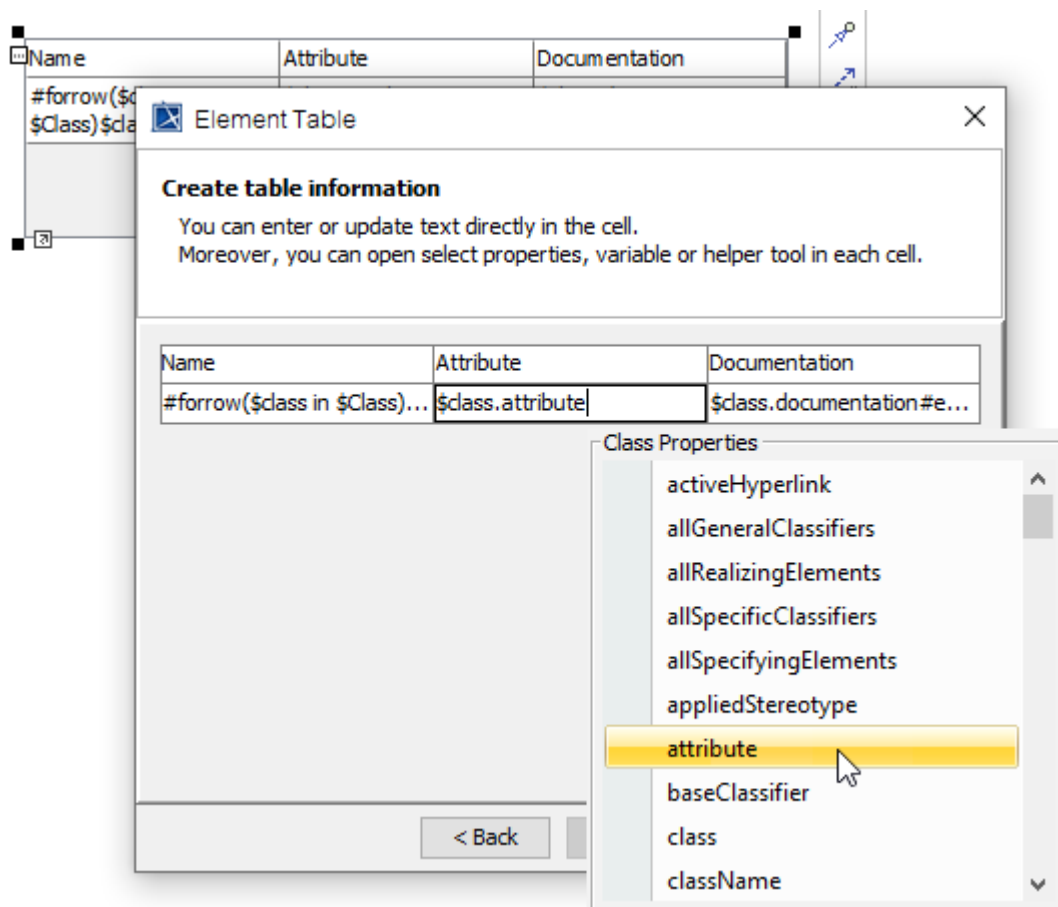 Name Attribute Documentation
#forrow($c
$Class)$cla
Element Table
Create table information
You can enter or update text directly in the cell.
Moreover, you can open select properties, variable or helper tool in each cell.
Name Attribute Documentation
#forrow($class in $Class)... $class.attribute $class.documentation#e...
Class Properties
activeHyperlink
allGeneralClassifiers
allRealizingElements
allSpecificClassifiers
allSpecifyingElements
appliedStereotype
attribute
baseClassifier
class
className
< Back